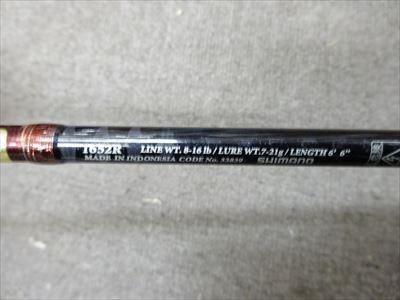 1652R LINE WT. 8-16 lb / LURE WT.7-21g / LENGTH 6' 6"
MADE IN INDONESIA CODE No. 33839 SHIMANO